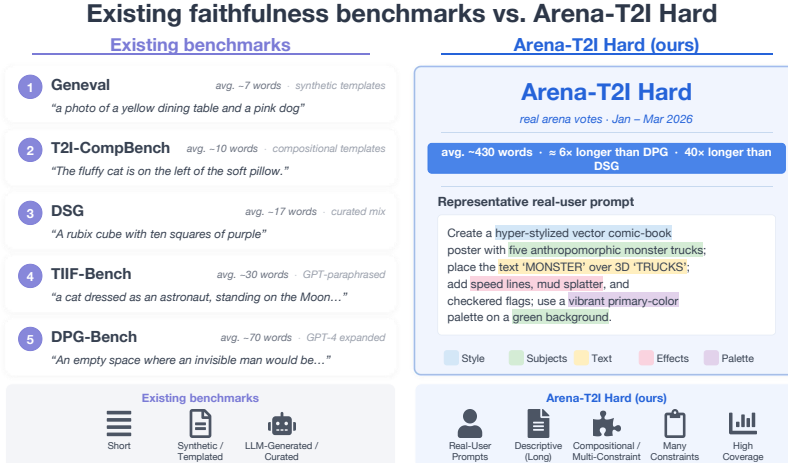 Existing faithfulness benchmarks vs. Arena-T2I Hard
Existing benchmarks
1 Geneval avg. ~7 words · synthetic templates
“a photo of a yellow dining table and a pink dog”
2 T2I-CompBench avg. ~10 words · compositional templates
“The fluffy cat is on the left of the soft pillow.”
3 DSG avg. ~17 words · curated mix
“A rubix cube with ten squares of purple”
4 TIIF-Bench avg. ~30 words · GPT-paraphrased
“a cat dressed as an astronaut, standing on the Moon…”
5 DPG-Bench avg. ~70 words · GPT-4 expanded
“An empty space where an invisible man would be…”
Existing benchmarks
Short
Synthetic /
Templated
LLM-Generated /
Curated
Arena-T2I Hard (ours)
Arena-T2I Hard
real arena votes · Jan – Mar 2026
avg. ~430 words · ≈ 6× longer than DPG · 40× longer than
DSG
Representative real-user prompt
Create a hyper-stylized vector comic-book
poster with five anthropomorphic monster trucks;
place the text ‘MONSTER’ over 3D ‘TRUCKS’;
add speed lines, mud splatter, and
checkered flags; use a vibrant primary-color
palette on a green background.
Style Subjects Text Effects Palette
Arena-T2I Hard (ours)
Real-User
Prompts
Descriptive
(Long)
Compositional /
Multi-Constraint
Many
Constraints
High
Coverage